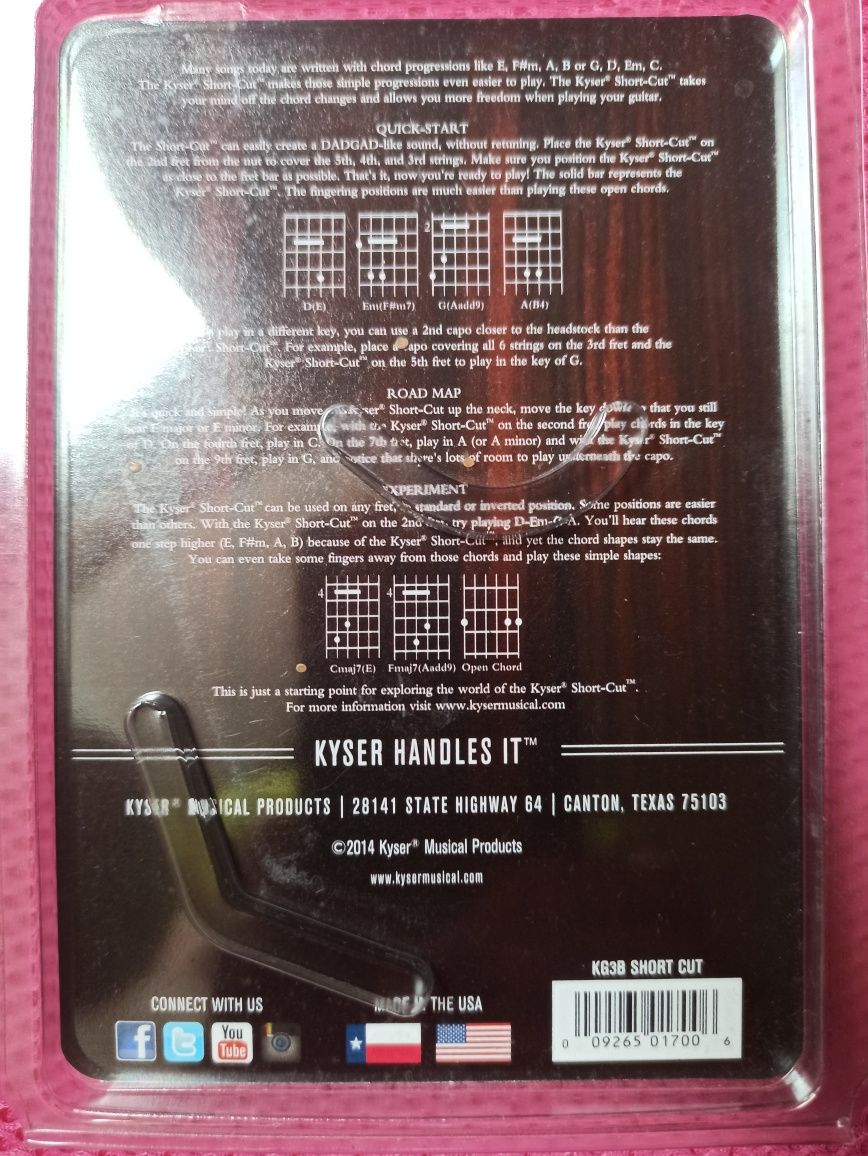 Many songs today are written with chord progressions like E, F#m, A, B or G, D, Em, C.
The Kyser® Short-Cut™ makes those simple progressions even easier to play. The Kyser® Short-Cut™ takes
your mind off the chord changes and allows you more freedom when playing your guitar.
QUICK-START
The Short-Cut™ can easily create a DADGAD-like sound, without retuning. Place the Kyser® Short-Cut™ on
the 2nd fret from the nut to cover the 5th, 4th, and 3rd strings. Make sure you position the Kyser® Short-Cut™
as close to the fret bar as possible. That's it, now you're ready to play! The solid bar represents the
Kyser® Short-Cut™. The fingering positions are much easier than playing these open chords.
2
D(E) Em(F#m7) G(Aadd9) A(B4)
play in a different key, you can use a 2nd capo closer to the headstock than the
Short-Cut™. For example, place a capo covering all 6 strings on the 3rd fret and the
Kyser® Short-Cut™ on the 5th fret to play in the key of G.
ROAD MAP
It's quick and simple! As you move Kyser® Short-Cut up the neck, move the key down so that you still
hear E major or E minor. For example, with the Kyser® Short-Cut™ on the second fret, play chords in the key
of D. On the fourth fret, play in C. On the 7th fret, play in A (or A minor) and with the Kyser® Short-Cut™
on the 9th fret, play in G, and notice that there's lots of room to play underneath the capo.
EXPERIMENT
The Kyser® Short-Cut™ can be used on any fret, in standard or inverted position. Some positions are easier
than others. With the Kyser® Short-Cut™ on the 2nd fret, try playing D-Em-G-A. You'll hear these chords
one step higher (E, F#m, A, B) because of the Kyser® Short-Cut™, and yet the chord shapes stay the same.
You can even take some fingers away from those chords and play these simple shapes:
4 4
Cmaj7(E) Fmaj7(Aadd9) Open Chord
This is just a starting point for exploring the world of the Kyser® Short-Cut™.
For more information visit www.kysermusical.com
KYSER HANDLES IT™
KYSER® MUSICAL PRODUCTS | 28141 STATE HIGHWAY 64 | CANTON, TEXAS 75103
©2014 Kyser® Musical Products
www.kysermusical.com
KG3B SHORT CUT
CONNECT WITH US MADE IN THE USA
f t You Tube
0 09265 01700 6